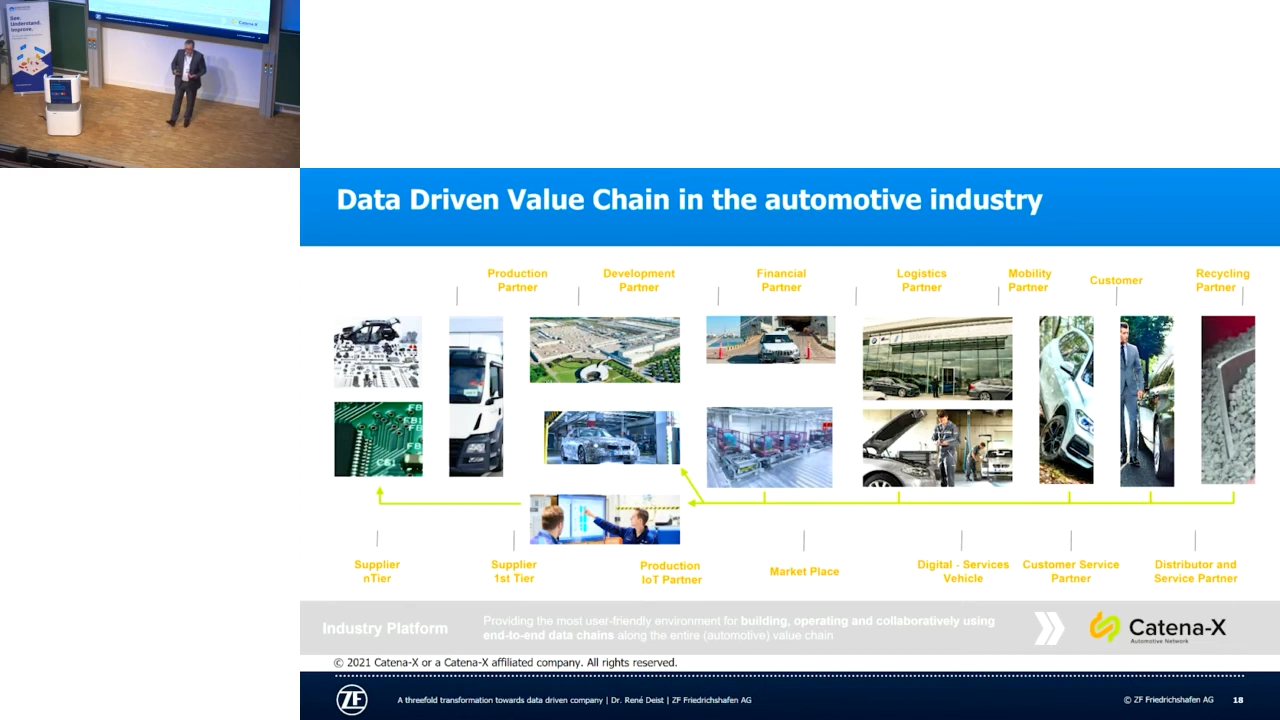 See.
Understand.
Improve.
Catena-X
Data Driven Value Chain in the automotive industry
Production
Partner
Development
Partner
Financial
Partner
Logistics
Partner
Mobility
Partner
Customer
Recycling
Partner
Supplier
nTier
Supplier
1st Tier
Production
IoT Partner
Market Place
Digital - Services
Vehicle
Customer Service
Partner
Distributor and
Service Partner
Industry Platform
Providing the most user-friendly environment for building, operating and collaboratively using
end-to-end data chains along the entire (automotive) value chain
Catena-X
Automotive Network
© 2021 Catena-X or a Catena-X affiliated company. All rights reserved.
ZF
A threefold transformation towards data driven company | Dr. René Deist | ZF Friedrichshafen AG
© ZF Friedrichshafen AG
18